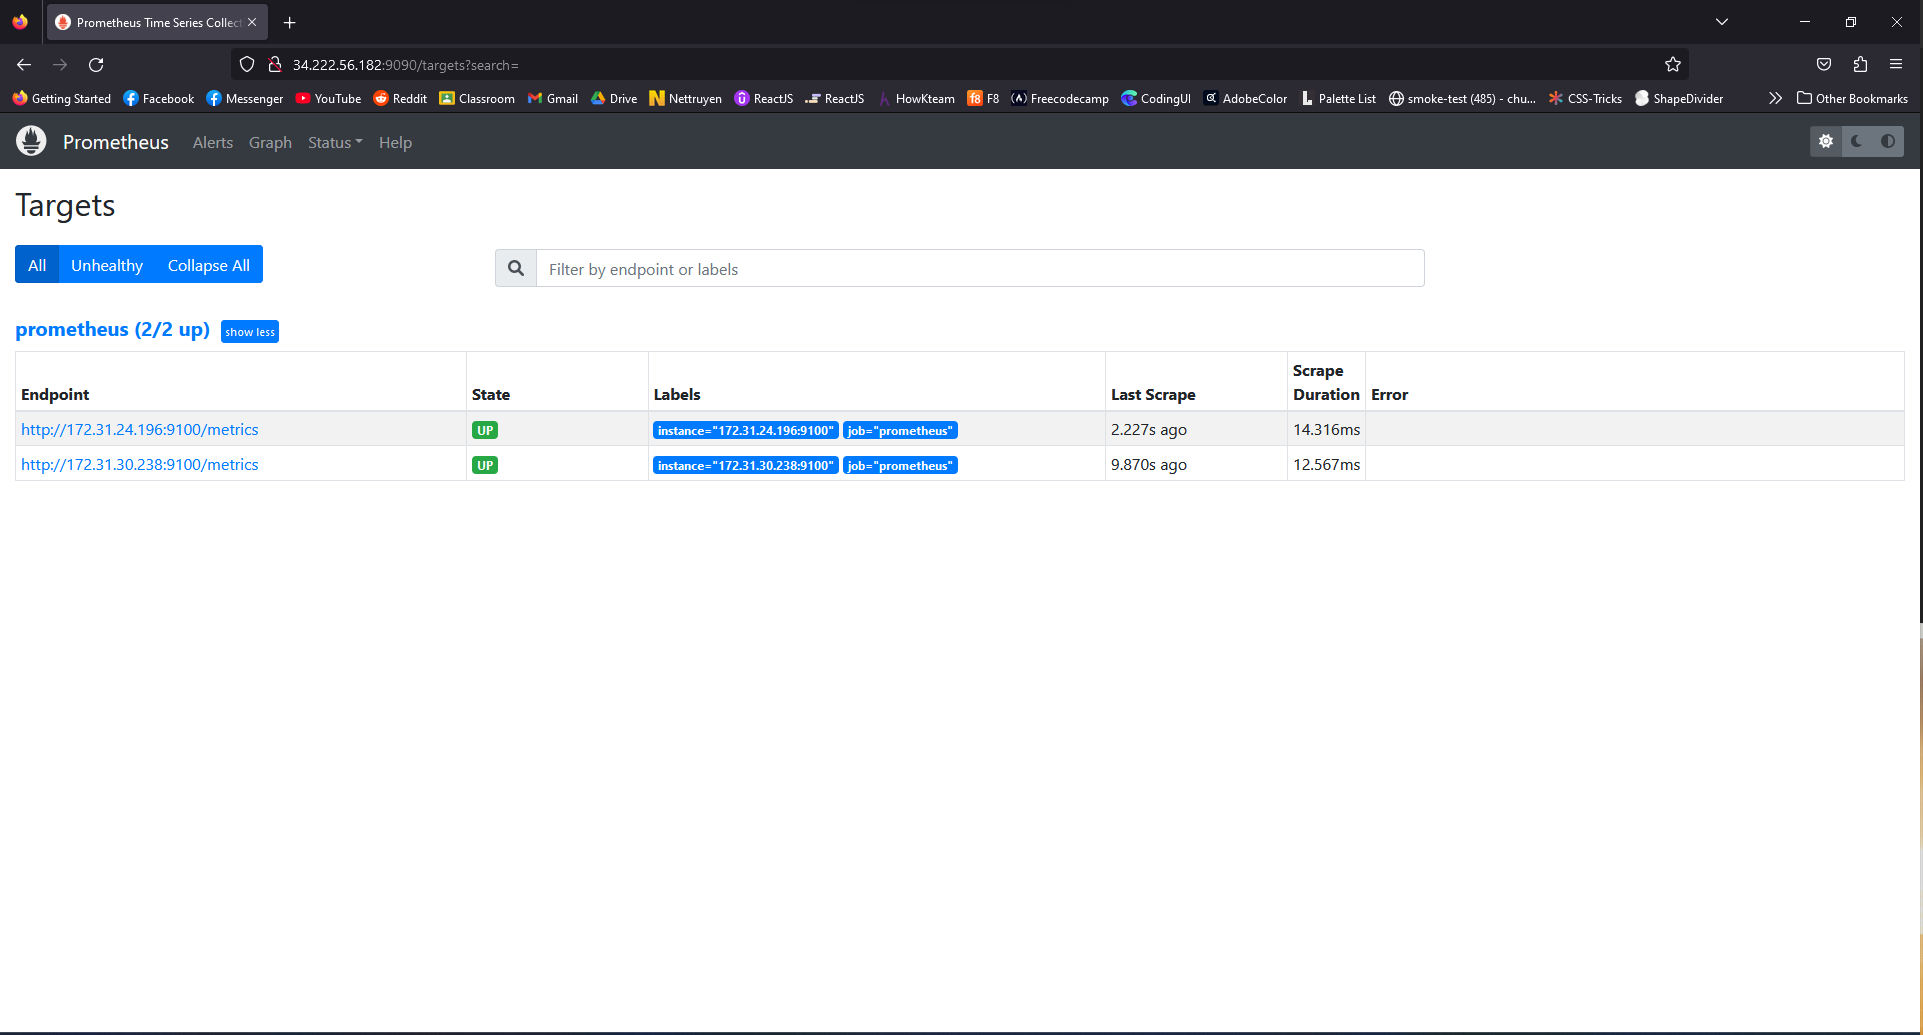 Prometheus Time Series Collect
34.222.56.182:9090/targets?search=
Getting Started Facebook Messenger YouTube Reddit Classroom Gmail Drive Nettruyen ReactJS ReactJS HowKteam F8 Freecodecamp CodingUI AdobeColor Palette List smoke-test (485) - chu... CSS-Tricks ShapeDivider Other Bookmarks
Prometheus Alerts Graph Status Help
Targets
All Unhealthy Collapse All Filter by endpoint or labels
prometheus (2/2 up) show less
Endpoint State Labels Last Scrape Scrape Duration Error
http://172.31.24.196:9100/metrics UP instance="172.31.24.196:9100" job="prometheus" 2.227s ago 14.316ms
http://172.31.30.238:9100/metrics UP instance="172.31.30.238:9100" job="prometheus" 9.870s ago 12.567ms